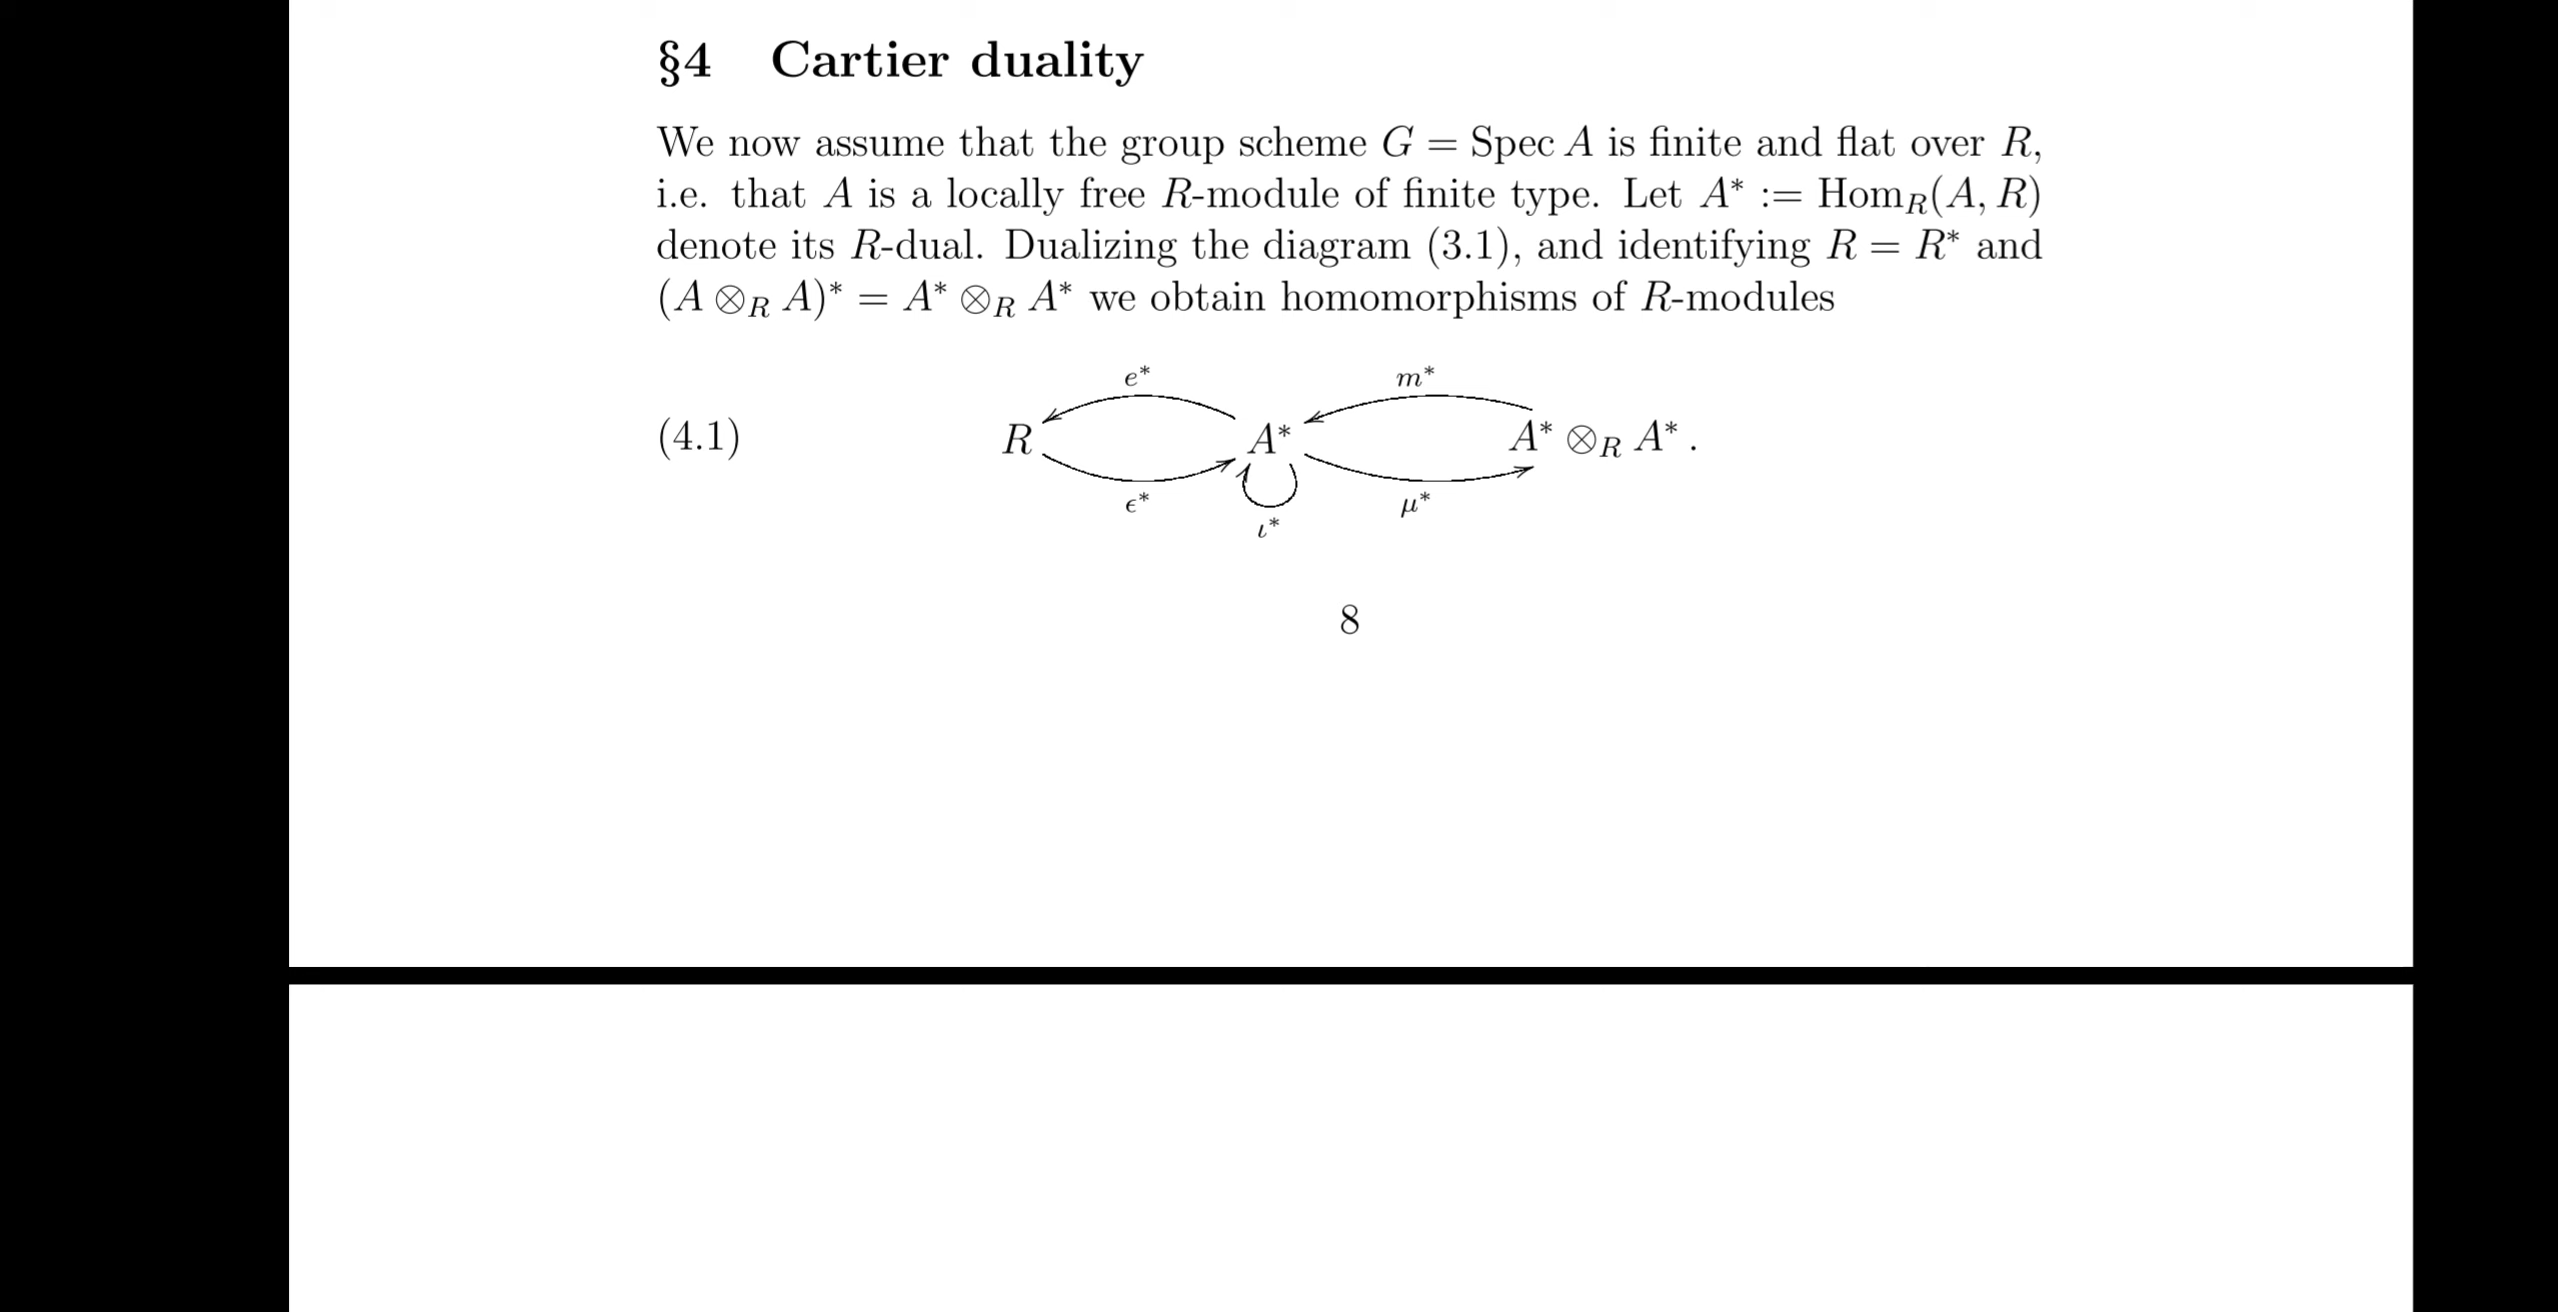 §4 Cartier duality
We now assume that the group scheme G = Spec A is finite and flat over R,
i.e. that A is a locally free R-module of finite type. Let A* := Hom_R(A, R)
denote its R-dual. Dualizing the diagram (3.1), and identifying R = R* and
(A ⊗_R A)* = A* ⊗_R A* we obtain homomorphisms of R-modules
e* m*
(4.1) R A* A* ⊗_R A* .
ϵ* μ*
ι*
8